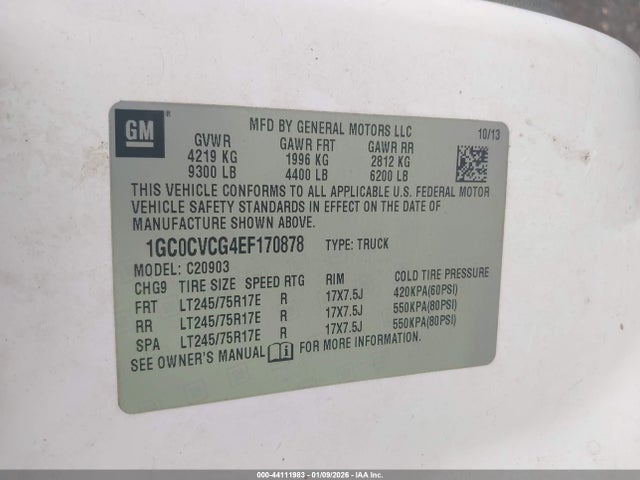 GM®
MFD BY GENERAL MOTORS LLC 10/13
GVWR GAWR FRT GAWR RR
4219 KG 1996 KG 2812 KG
9300 LB 4400 LB 6200 LB
THIS VEHICLE CONFORMS TO ALL APPLICABLE U.S. FEDERAL MOTOR
VEHICLE SAFETY STANDARDS IN EFFECT ON THE DATE OF
MANUFACTURE SHOWN ABOVE.
1GC0CVCG4EF170878 TYPE: TRUCK
MODEL: C20903
CHG9 TIRE SIZE SPEED RTG RIM COLD TIRE PRESSURE
FRT LT245/75R17E R 17X7.5J 420KPA(60PSI)
RR LT245/75R17E R 17X7.5J 550KPA(80PSI)
SPA LT245/75R17E R 17X7.5J 550KPA(80PSI)
SEE OWNER'S MANUAL FOR MORE INFORMATION.
000-44111983 | 01/09/2026 | IAA Inc.